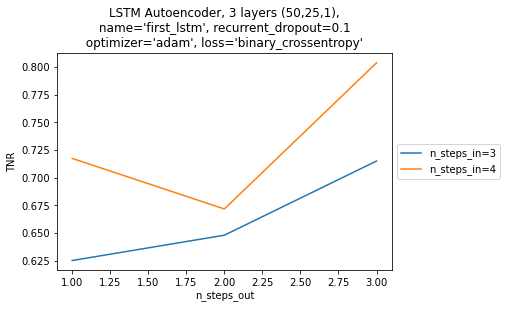 LSTM Autoencoder, 3 layers (50,25,1),
name='first_lstm', recurrent_dropout=0.1
optimizer='adam', loss='binary_crossentropy'
0.800
0.775
0.750
0.725
0.700
0.675
0.650
0.625
TNR
1.00 1.25 1.50 1.75 2.00 2.25 2.50 2.75 3.00
n_steps_out
n_steps_in=3
n_steps_in=4